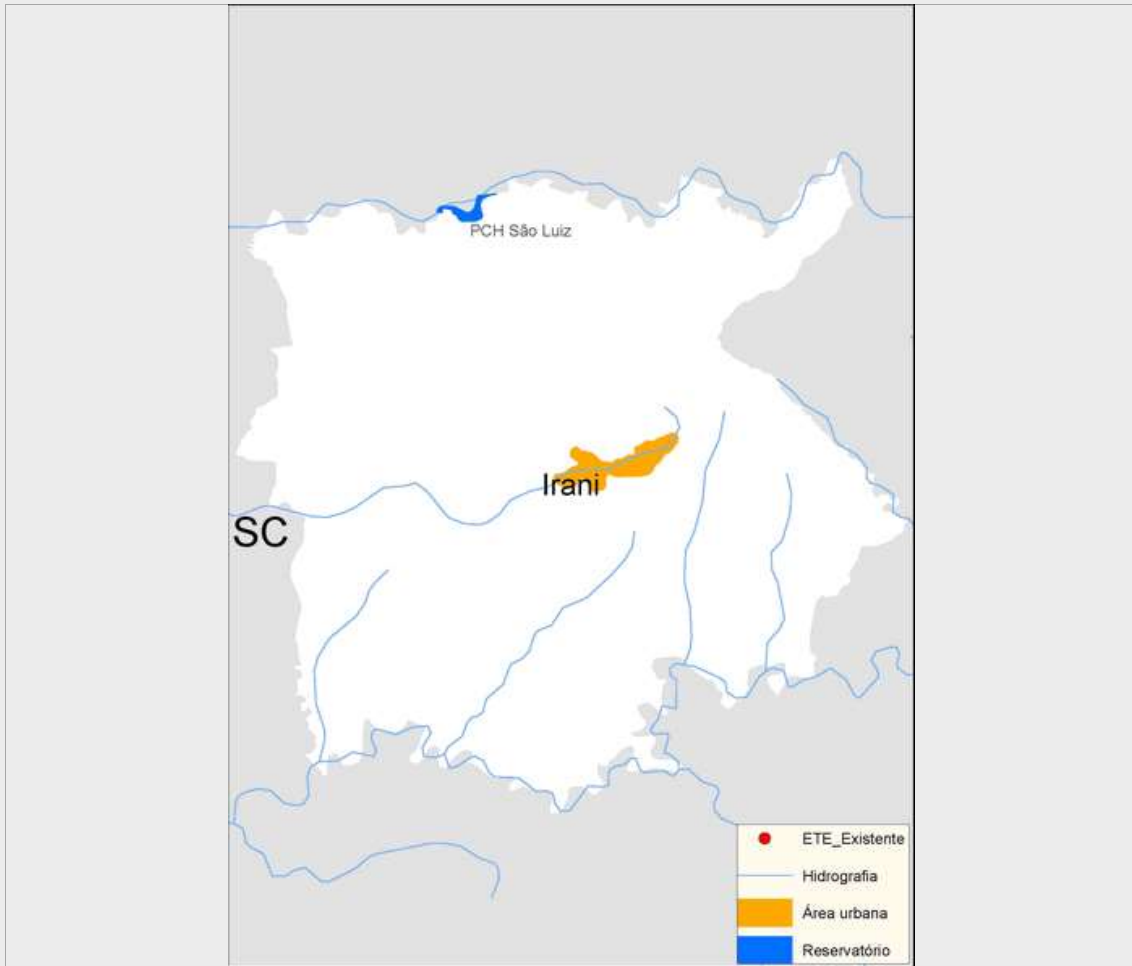 PCH São Luiz
Irani
SC
ETE_Existente
Hidrografia
Área urbana
Reservatório